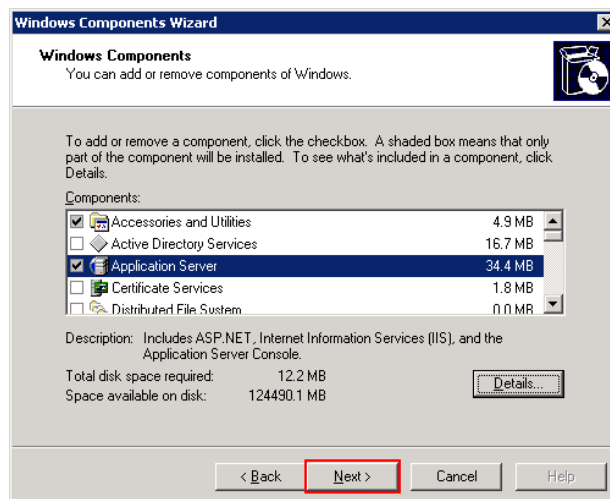 Windows Components Wizard
Windows Components
You can add or remove components of Windows.
To add or remove a component, click the checkbox. A shaded box means that only
part of the component will be installed. To see what's included in a component, click
Details.
Components:
Accessories and Utilities 4.9 MB
Active Directory Services 16.7 MB
Application Server 34.4 MB
Certificate Services 1.8 MB
Distributed File System 0.0 MB
Description: Includes ASP.NET, Internet Information Services (IIS), and the
Application Server Console.
Total disk space required: 12.2 MB
Space available on disk: 124490.1 MB
Details...
< Back Next > Cancel Help